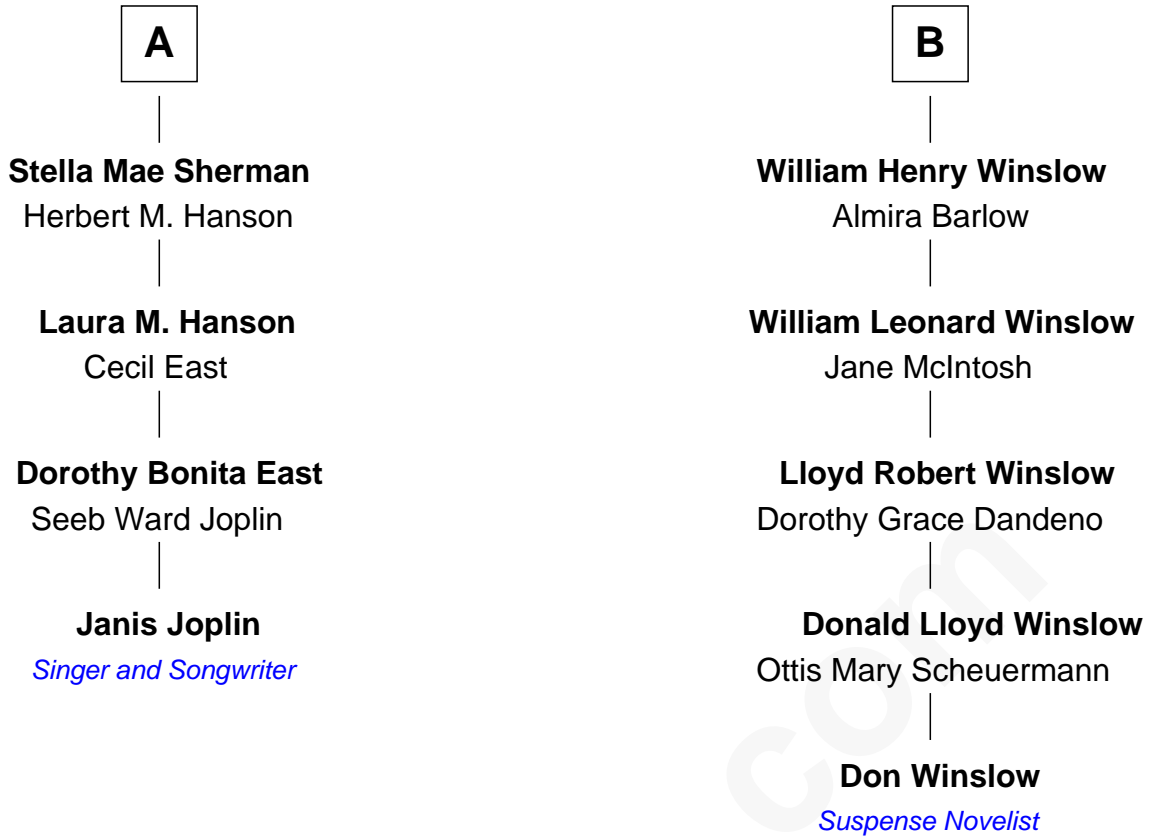 A
Stella Mae Sherman
Herbert M. Hanson
Laura M. Hanson
Cecil East
Dorothy Bonita East
Seeb Ward Joplin
Janis Joplin
Singer and Songwriter
B
William Henry Winslow
Almira Barlow
William Leonard Winslow
Jane McIntosh
Lloyd Robert Winslow
Dorothy Grace Dandeno
Donald Lloyd Winslow
Ottis Mary Scheuermann
Don Winslow
Suspense Novelist
com